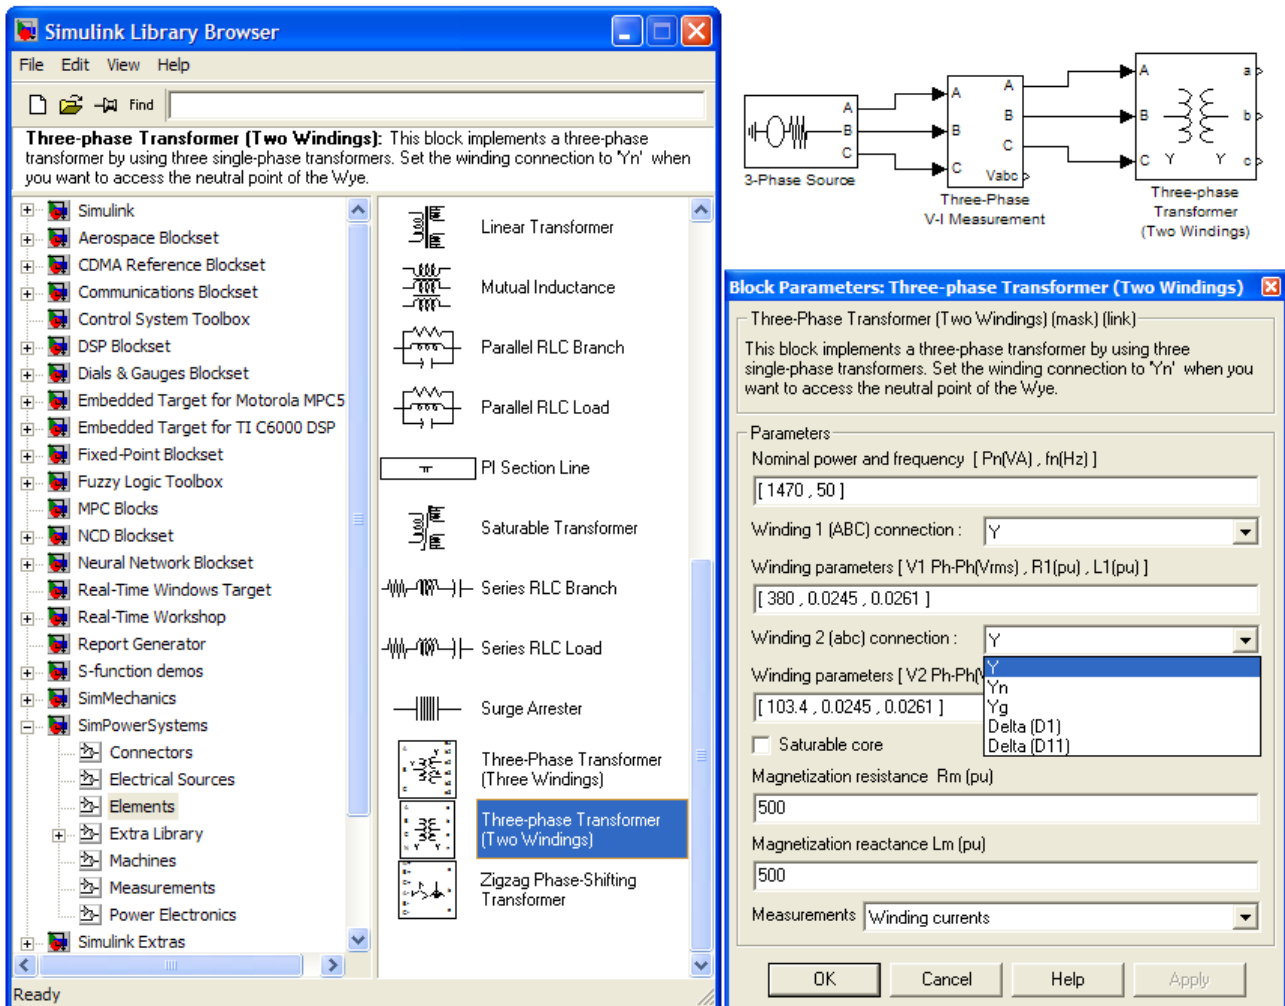 Simulink Library Browser
File Edit View Help
Find
Three-phase Transformer (Two Windings): This block implements a three-phase
transformer by using three single-phase transformers. Set the winding connection to 'Yn' when
you want to access the neutral point of the Wye.
Simulink
Aerospace Blockset
CDMA Reference Blockset
Communications Blockset
Control System Toolbox
DSP Blockset
Dials & Gauges Blockset
Embedded Target for Motorola MPC5
Embedded Target for TI C6000 DSP
Fixed-Point Blockset
Fuzzy Logic Toolbox
MPC Blocks
NCD Blockset
Neural Network Blockset
Real-Time Windows Target
Real-Time Workshop
Report Generator
S-function demos
SimMechanics
SimPowerSystems
Connectors
Electrical Sources
Elements
Extra Library
Machines
Measurements
Power Electronics
Simulink Extras
Linear Transformer
Mutual Inductance
Parallel RLC Branch
Parallel RLC Load
PI Section Line
Saturable Transformer
Series RLC Branch
Series RLC Load
Surge Arrester
Three-Phase Transformer
(Three Windings)
Three-phase Transformer
(Two Windings)
Zigzag Phase-Shifting
Transformer
Ready
A
B
C
3-Phase Source
A A
B B
C C
Vabc
Three-Phase
V-I Measurement
A a
B b
C Y Y c
Three-phase
Transformer
(Two Windings)
Block Parameters: Three-phase Transformer (Two Windings)
Three-Phase Transformer (Two Windings) (mask) (link)
This block implements a three-phase transformer by using three
single-phase transformers. Set the winding connection to 'Yn' when you
want to access the neutral point of the Wye.
Parameters
Nominal power and frequency [ Pn(VA) , fn(Hz) ]
[ 1470 , 50 ]
Winding 1 (ABC) connection : Y
Winding parameters [ V1 Ph-Ph(Vrms) , R1(pu) , L1(pu) ]
[ 380 , 0.0245 , 0.0261 ]
Winding 2 (abc) connection : Y
Y
Yn
Yg
Delta (D1)
Delta (D11)
Winding parameters [ V2 Ph-Ph(
[ 103.4 , 0.0245 , 0.0261 ]
Saturable core
Magnetization resistance Rm (pu)
500
Magnetization reactance Lm (pu)
500
Measurements Winding currents
OK Cancel Help Apply